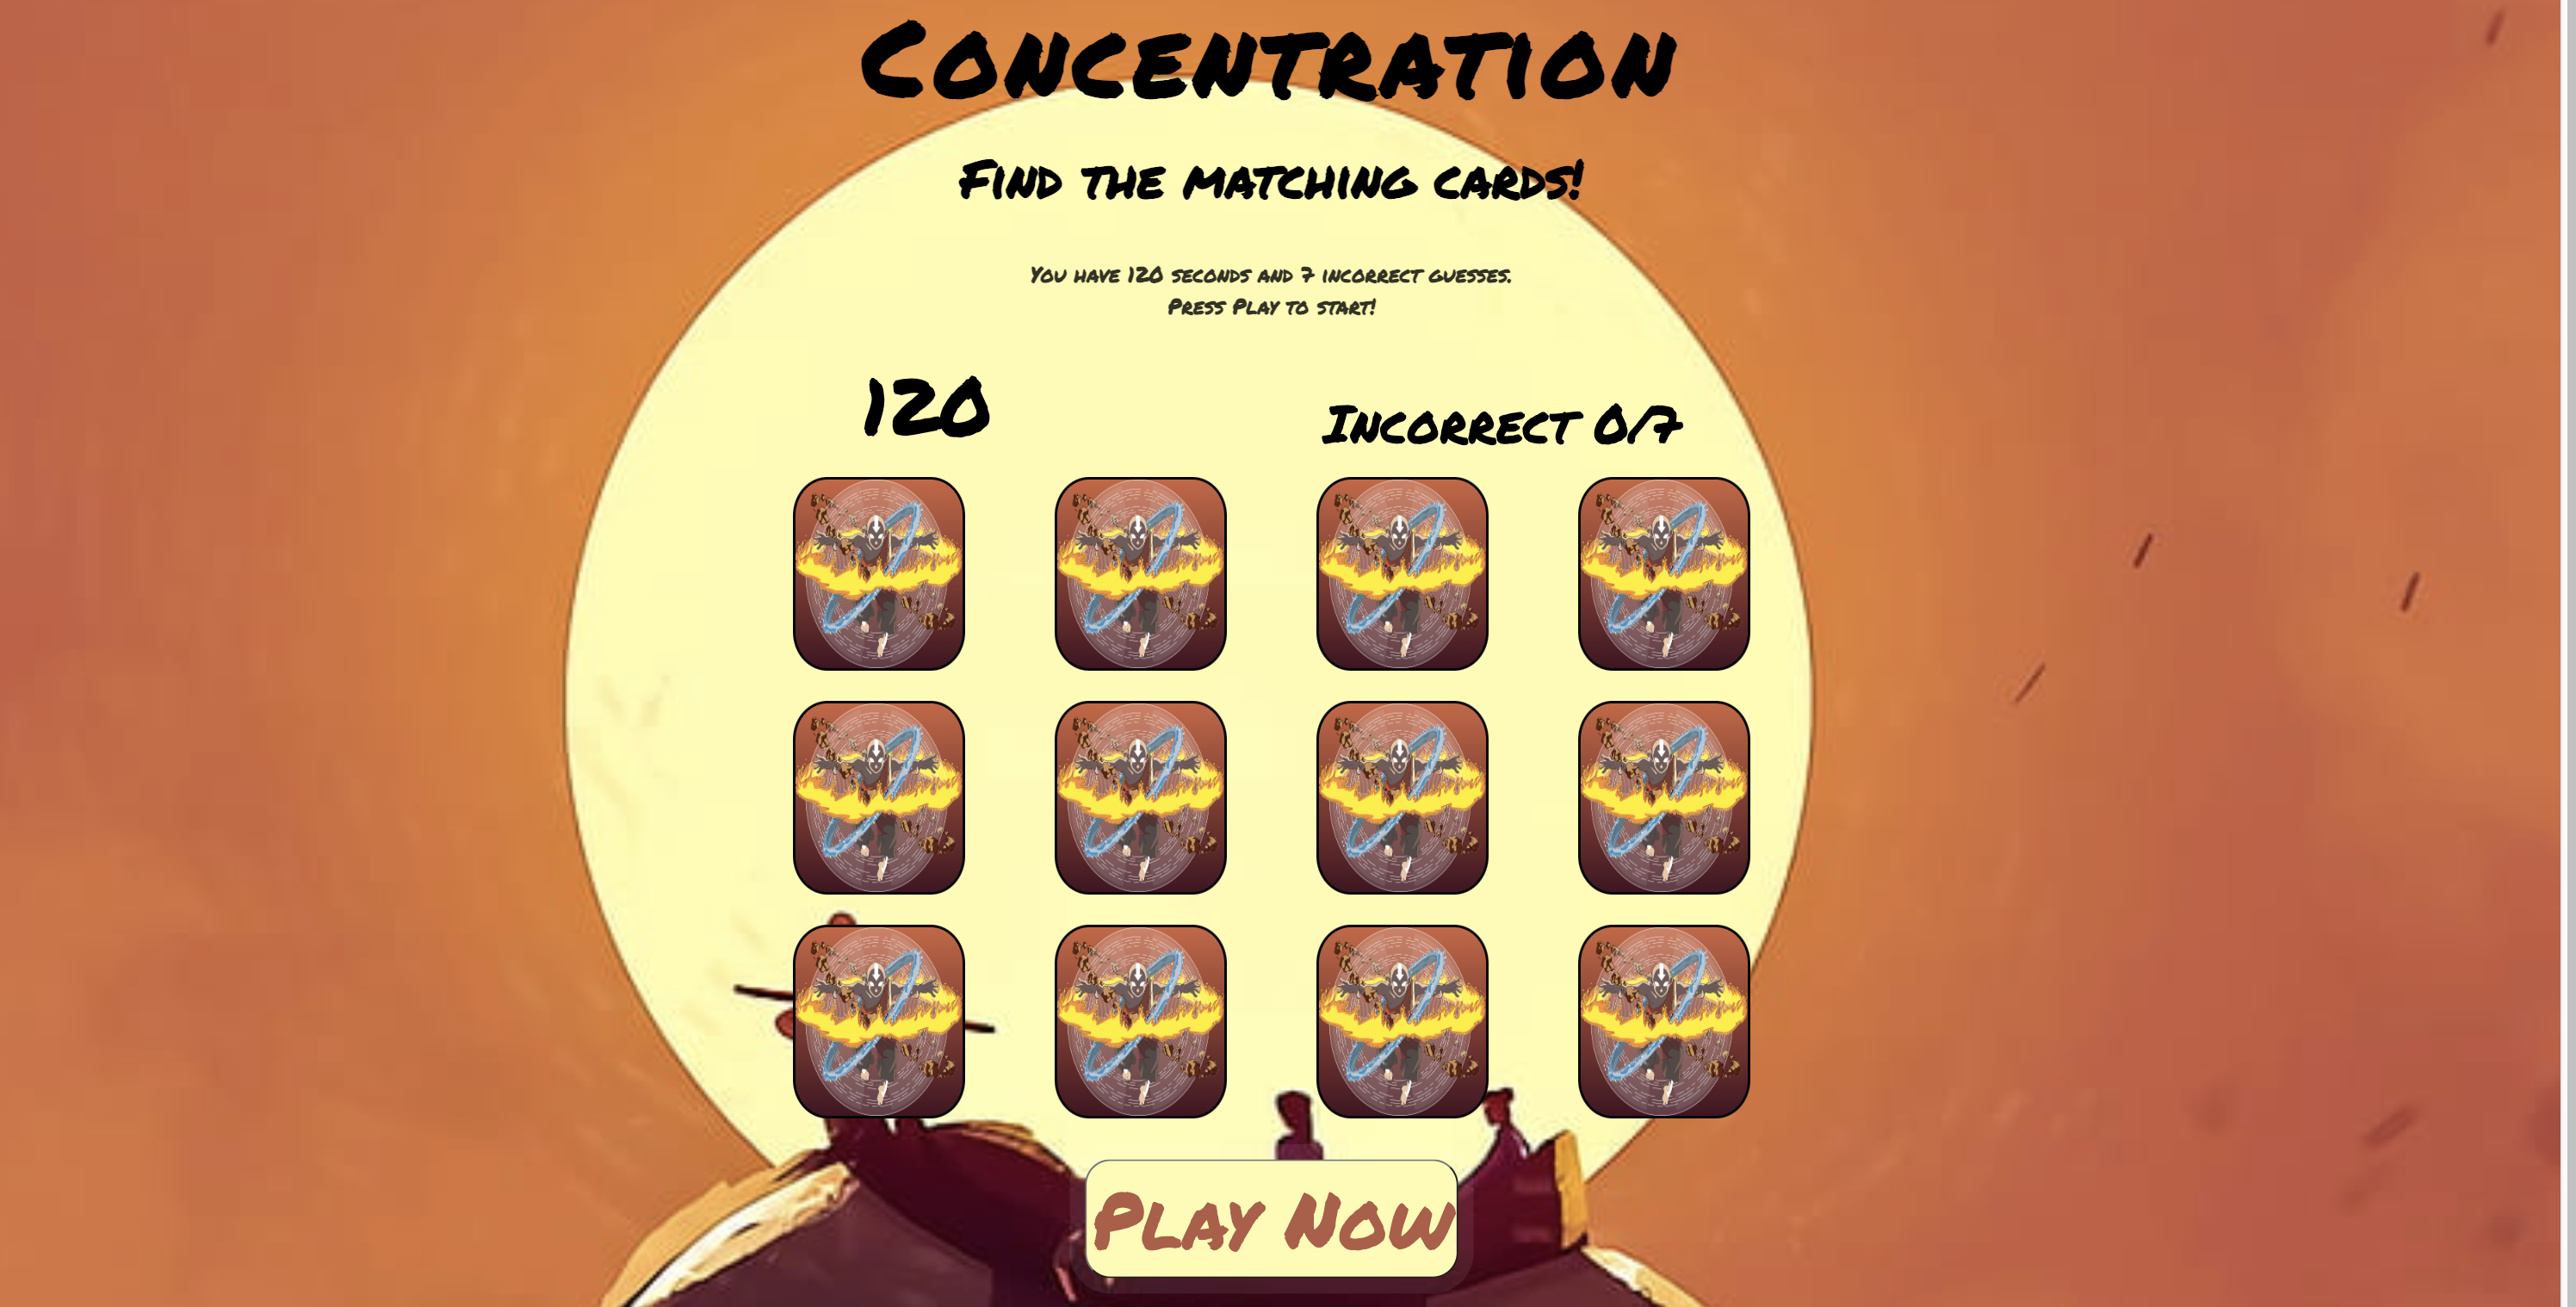 Concentration
Find the matching cards!
You have 120 seconds and 7 incorrect guesses.
Press Play to start!
120
Incorrect 0/7
Play Now